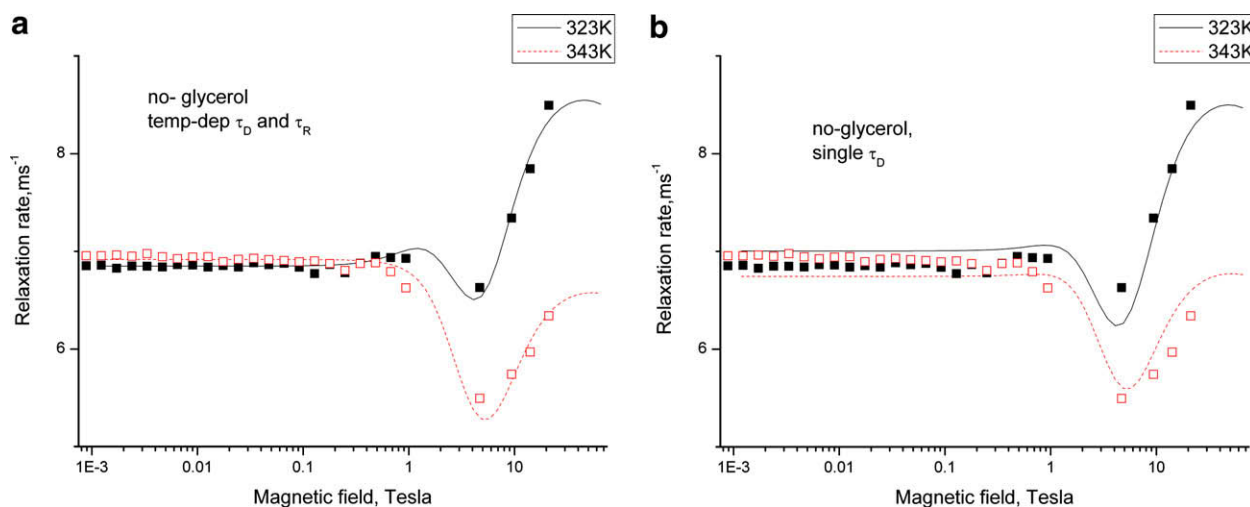 a
323K
343K
no- glycerol
temp-dep τD and τR
8
6
Relaxation rate,ms-1
1E-3
0.01
0.1
1
10
Magnetic field, Tesla
b
323K
343K
no-glycerol,
single τD
8
6
Relaxation rate,ms-1
1E-3
0.01
0.1
1
10
Magnetic field, Tesla